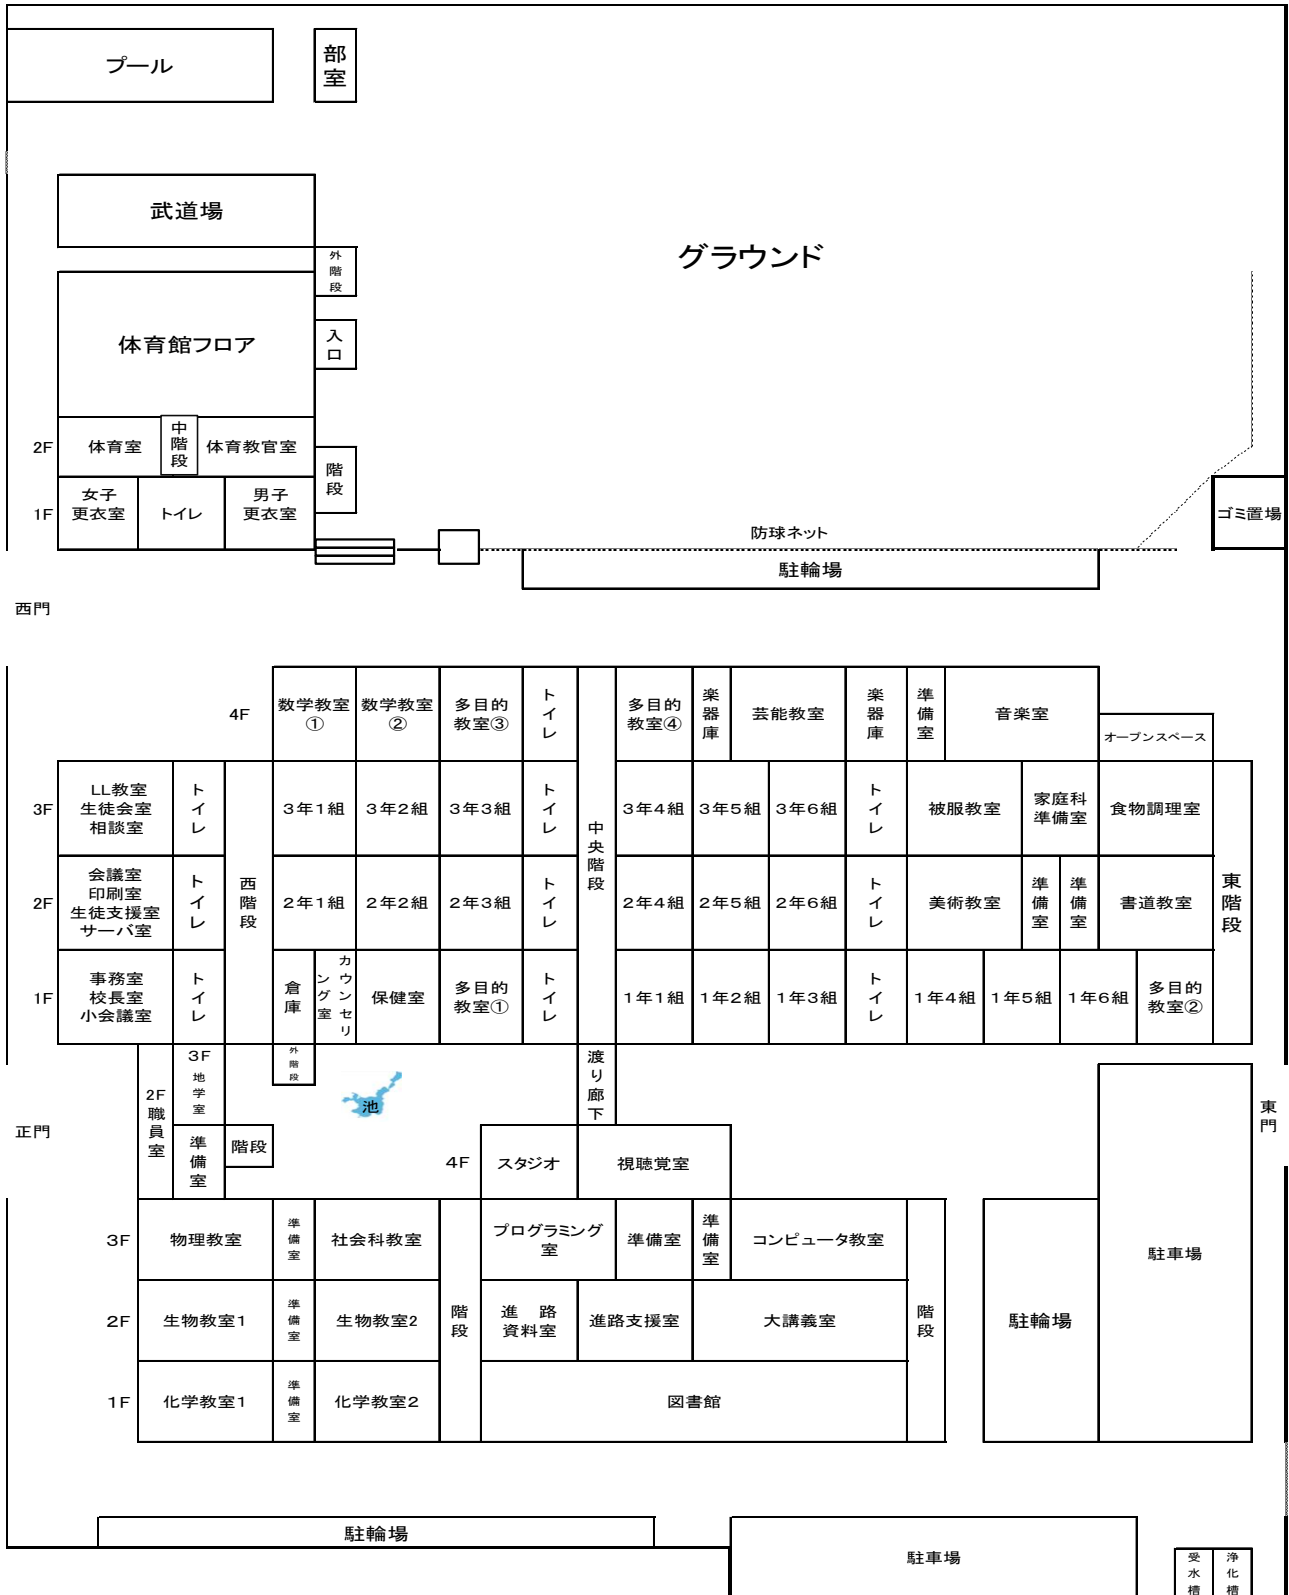 プール
部室
武道場
グラウンド
外階段
体育館フロア
入口
2F
体育室
中階段
体育教官室
階段
1F
女子
更衣室
トイレ
男子
更衣室
ゴミ置場
防球ネット
駐輪場
西門
4F
数学教室
①
数学教室
②
多目的
教室③
トイレ
多目的
教室④
楽器庫
芸能教室
楽器庫
準備室
音楽室
オープンスペース
3F
LL教室
生徒会室
相談室
トイレ
3年1組
3年2組
3年3組
トイレ
中央階段
3年4組
3年5組
3年6組
トイレ
被服教室
家庭科
準備室
食物調理室
2F
会議室
印刷室
生徒支援室
サーバ室
トイレ
西階段
2年1組
2年2組
2年3組
トイレ
2年4組
2年5組
2年6組
トイレ
美術教室
準備室
準備室
書道教室
東階段
1F
事務室
校長室
小会議室
トイレ
倉庫
カウンセリ
ング室
保健室
多目的
教室①
トイレ
1年1組
1年2組
1年3組
トイレ
1年4組
1年5組
1年6組
多目的
教室②
2F
職員室
3F
地学室
外階段
池
渡り廊下
正門
準備室
階段
東門
4F
スタジオ
視聴覚室
3F
物理教室
準備室
社会科教室
プログラミング
室
準備室
準備室
コンピュータ教室
駐車場
2F
生物教室1
準備室
生物教室2
階段
進　路
資料室
進路支援室
大講義室
階段
駐輪場
1F
化学教室1
準備室
化学教室2
図書館
駐輪場
駐車場
受水槽
浄化槽